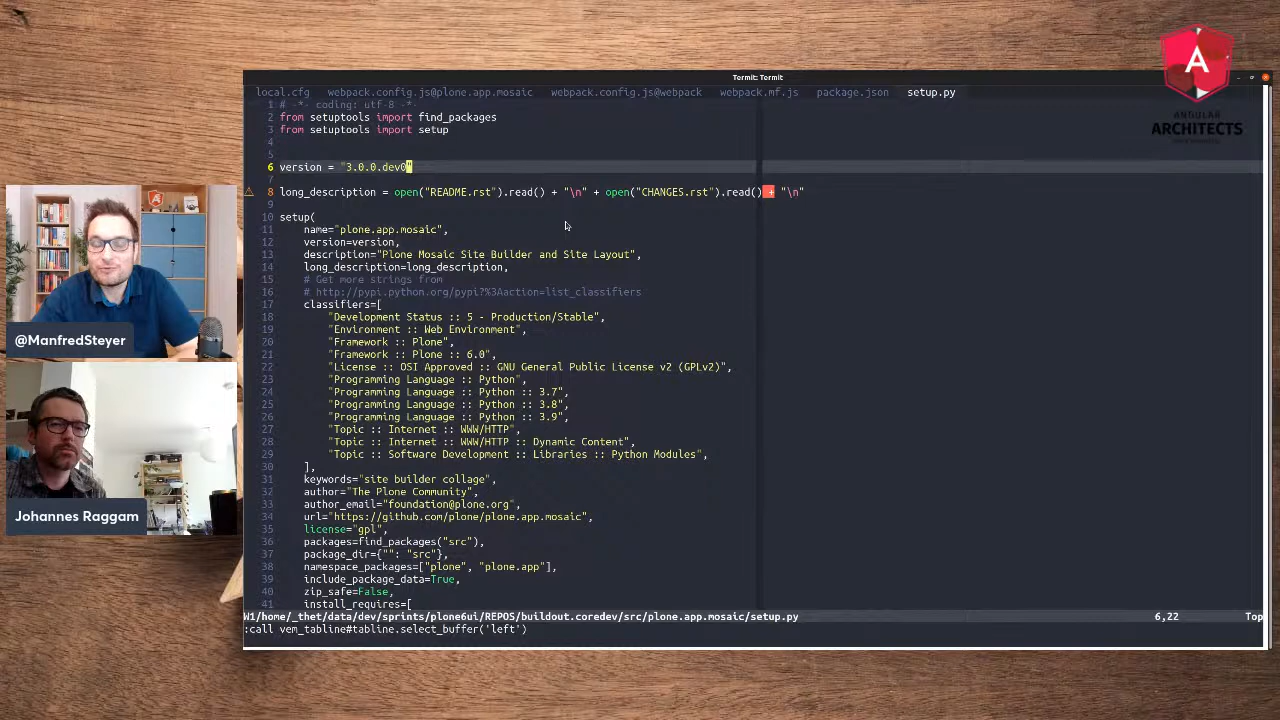 Termit: Termit
local.cfg webpack.config.js@plone.app.mosaic webpack.config.js@webpack webpack.mf.js package.json setup.py
1 # -*- coding: utf-8 -*-
2 from setuptools import find_packages
3 from setuptools import setup
4
5
6 version = "3.0.0.dev0"
7
8 long_description = open("README.rst").read() + "\n" + open("CHANGES.rst").read() + "\n"
9
10 setup(
11 name="plone.app.mosaic",
12 version=version,
13 description="Plone Mosaic Site Builder and Site Layout",
14 long_description=long_description,
15 # Get more strings from
16 # http://pypi.python.org/pypi?%3Aaction=list_classifiers
17 classifiers=[
18 "Development Status :: 5 - Production/Stable",
19 "Environment :: Web Environment",
20 "Framework :: Plone",
21 "Framework :: Plone :: 6.0",
22 "License :: OSI Approved :: GNU General Public License v2 (GPLv2)",
23 "Programming Language :: Python",
24 "Programming Language :: Python :: 3.7",
25 "Programming Language :: Python :: 3.8",
26 "Programming Language :: Python :: 3.9",
27 "Topic :: Internet :: WWW/HTTP",
28 "Topic :: Internet :: WWW/HTTP :: Dynamic Content",
29 "Topic :: Software Development :: Libraries :: Python Modules",
30 ],
31 keywords="site builder collage",
32 author="The Plone Community",
33 author_email="foundation@plone.org",
34 url="https://github.com/plone/plone.app.mosaic",
35 license="gpl",
36 packages=find_packages("src"),
37 package_dir={"": "src"},
38 namespace_packages=["plone", "plone.app"],
39 include_package_data=True,
40 zip_safe=False,
41 install_requires=[
W1/home/_thet/data/dev/sprints/plone6ui/REPOS/buildout.coredev/src/plone.app.mosaic/setup.py 6,22 Top
:call vem_tabline#tabline.select_buffer('left')
A
ANGULAR
ARCHITECTS
@ManfredSteyer
Johannes Raggam